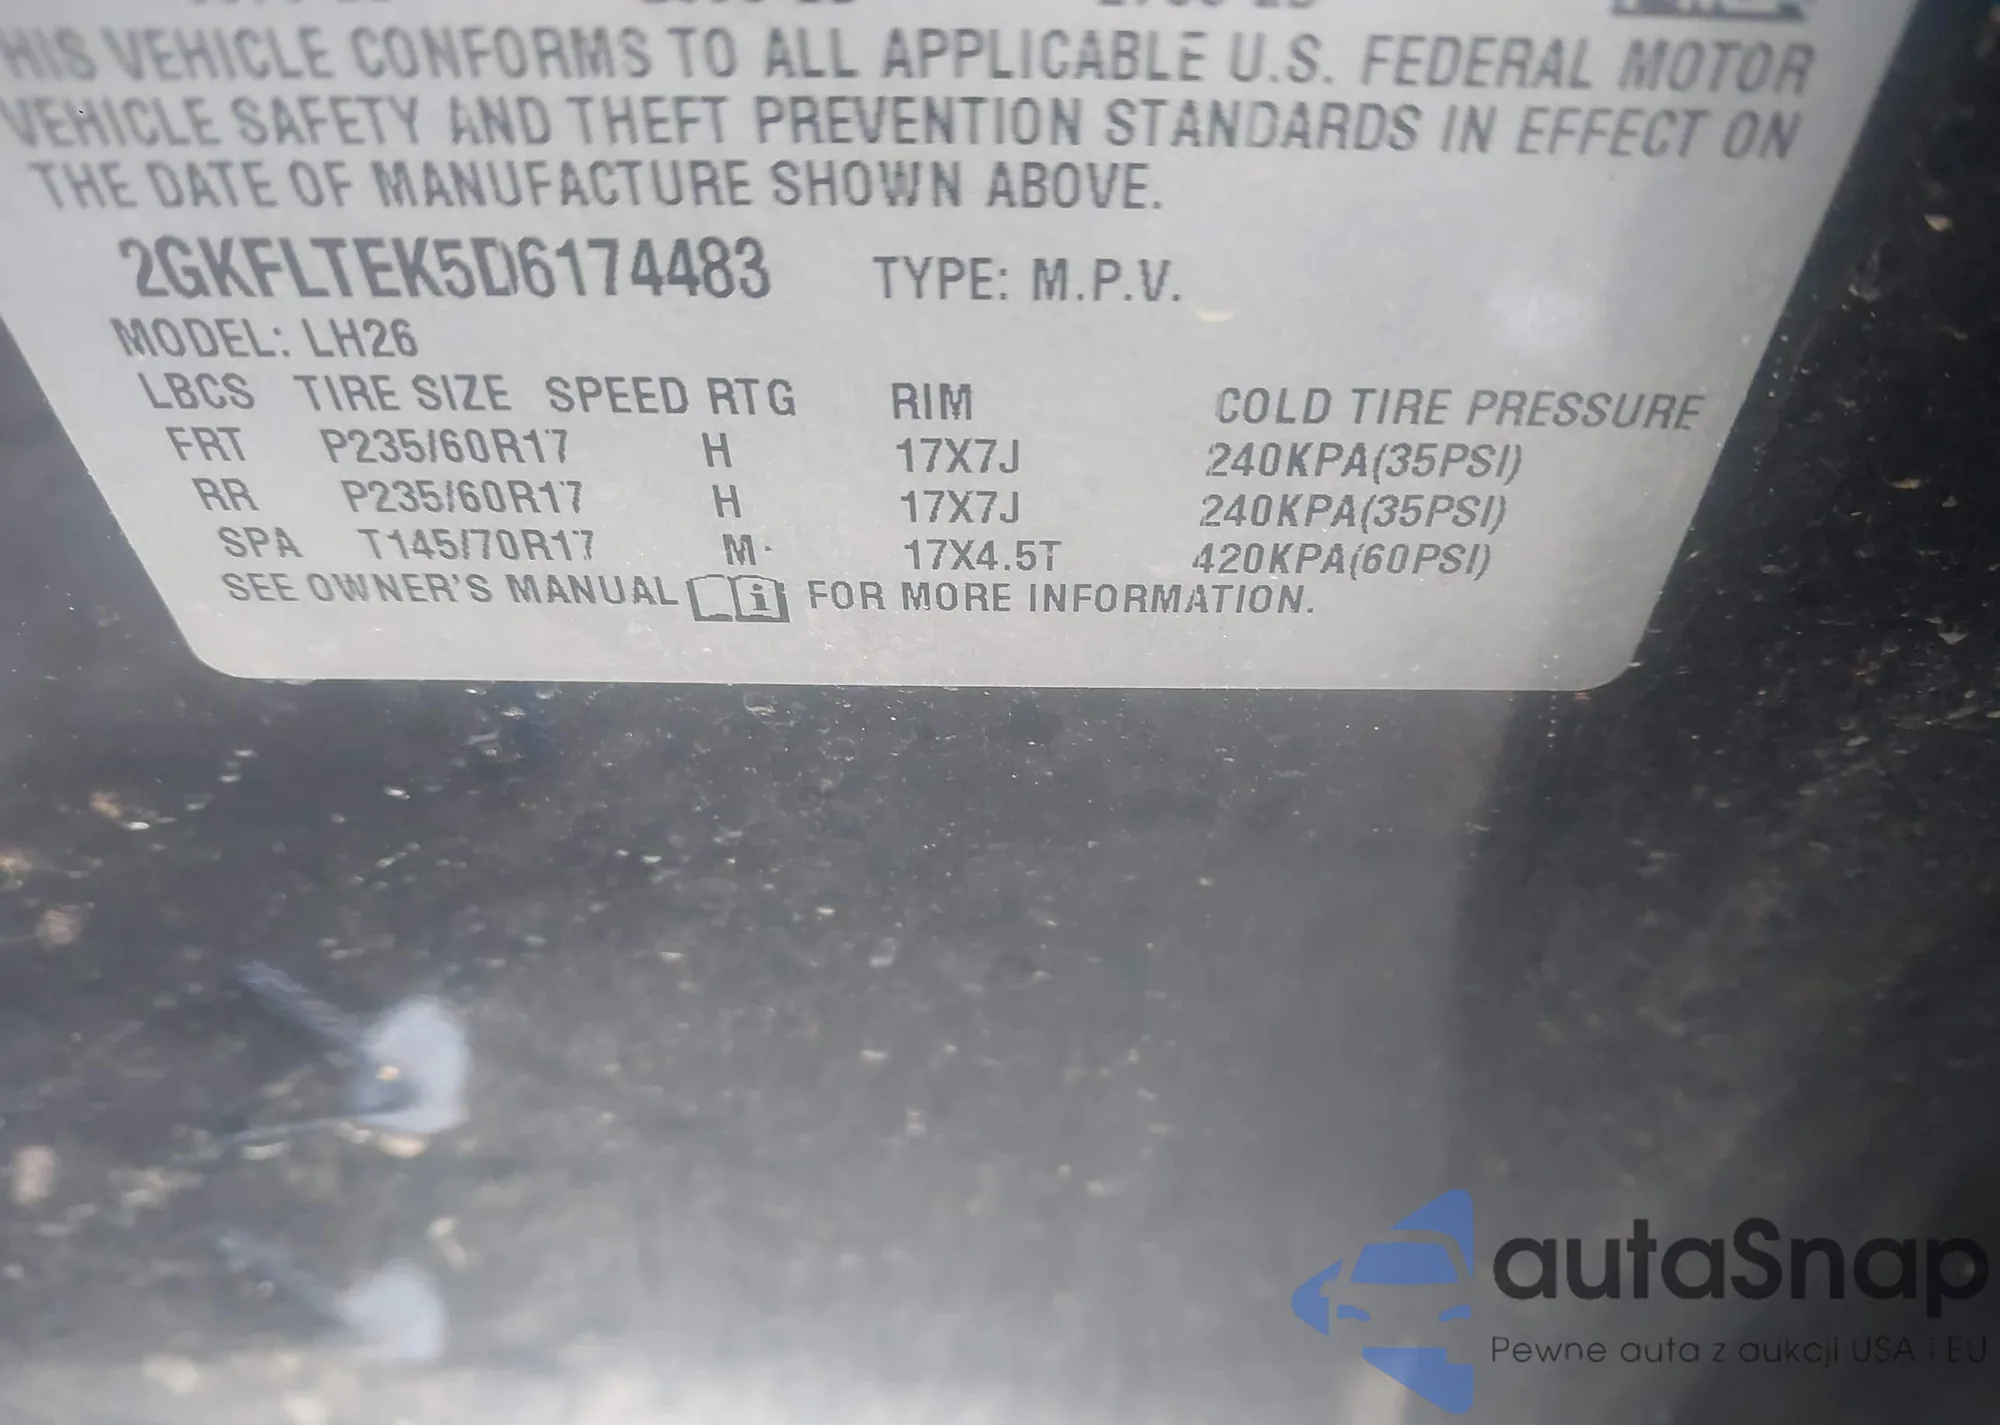 THIS VEHICLE CONFORMS TO ALL APPLICABLE U.S. FEDERAL MOTOR
VEHICLE SAFETY AND THEFT PREVENTION STANDARDS IN EFFECT ON
THE DATE OF MANUFACTURE SHOWN ABOVE.
2GKFLTEK5D6174483 TYPE: M.P.V.
MODEL: LH26
LBCS TIRE SIZE SPEED RTG RIM COLD TIRE PRESSURE
FRT P235/60R17 H 17X7J 240KPA(35PSI)
RR P235/60R17 H 17X7J 240KPA(35PSI)
SPA T145/70R17 M 17X4.5T 420KPA(60PSI)
SEE OWNER'S MANUAL i FOR MORE INFORMATION.
autaSnap
Pewne auta z aukcji USA i EU